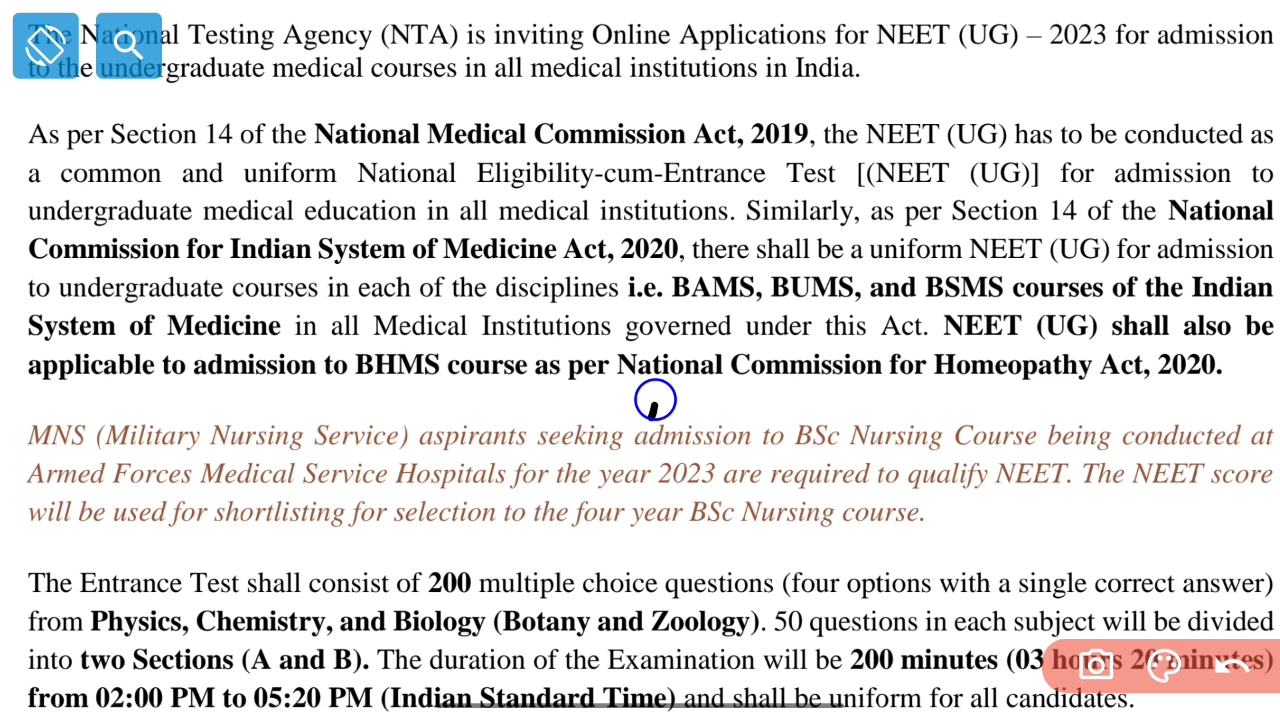 The National Testing Agency (NTA) is inviting Online Applications for NEET (UG) – 2023 for admission
to the undergraduate medical courses in all medical institutions in India.
As per Section 14 of the National Medical Commission Act, 2019, the NEET (UG) has to be conducted as
a common and uniform National Eligibility-cum-Entrance Test [(NEET (UG)] for admission to
undergraduate medical education in all medical institutions. Similarly, as per Section 14 of the National
Commission for Indian System of Medicine Act, 2020, there shall be a uniform NEET (UG) for admission
to undergraduate courses in each of the disciplines i.e. BAMS, BUMS, and BSMS courses of the Indian
System of Medicine in all Medical Institutions governed under this Act. NEET (UG) shall also be
applicable to admission to BHMS course as per National Commission for Homeopathy Act, 2020.
MNS (Military Nursing Service) aspirants seeking admission to BSc Nursing Course being conducted at
Armed Forces Medical Service Hospitals for the year 2023 are required to qualify NEET. The NEET score
will be used for shortlisting for selection to the four year BSc Nursing course.
The Entrance Test shall consist of 200 multiple choice questions (four options with a single correct answer)
from Physics, Chemistry, and Biology (Botany and Zoology). 50 questions in each subject will be divided
into two Sections (A and B). The duration of the Examination will be 200 minutes (03 hours 20 minutes)
from 02:00 PM to 05:20 PM (Indian Standard Time) and shall be uniform for all candidates.